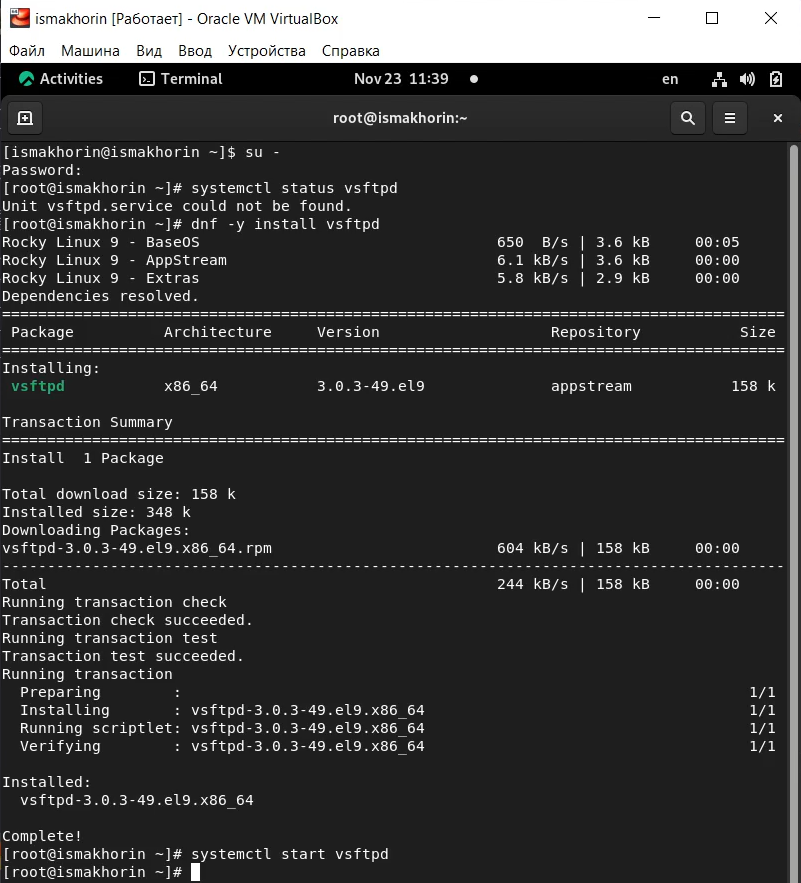 ismakhorin [Работает] - Oracle VM VirtualBox
Файл Машина Вид Ввод Устройства Справка
Activities Terminal Nov 23 11:39 en
root@ismakhorin:~
[ismakhorin@ismakhorin ~]$ su -
Password:
[root@ismakhorin ~]# systemctl status vsftpd
Unit vsftpd.service could not be found.
[root@ismakhorin ~]# dnf -y install vsftpd
Rocky Linux 9 - BaseOS 650 B/s | 3.6 kB 00:05
Rocky Linux 9 - AppStream 6.1 kB/s | 3.6 kB 00:00
Rocky Linux 9 - Extras 5.8 kB/s | 2.9 kB 00:00
Dependencies resolved.
================================================================================
Package Architecture Version Repository Size
================================================================================
Installing:
vsftpd x86_64 3.0.3-49.el9 appstream 158 k
Transaction Summary
================================================================================
Install 1 Package
Total download size: 158 k
Installed size: 348 k
Downloading Packages:
vsftpd-3.0.3-49.el9.x86_64.rpm 604 kB/s | 158 kB 00:00
--------------------------------------------------------------------------------
Total 244 kB/s | 158 kB 00:00
Running transaction check
Transaction check succeeded.
Running transaction test
Transaction test succeeded.
Running transaction
Preparing : 1/1
Installing : vsftpd-3.0.3-49.el9.x86_64 1/1
Running scriptlet: vsftpd-3.0.3-49.el9.x86_64 1/1
Verifying : vsftpd-3.0.3-49.el9.x86_64 1/1
Installed:
vsftpd-3.0.3-49.el9.x86_64
Complete!
[root@ismakhorin ~]# systemctl start vsftpd
[root@ismakhorin ~]#